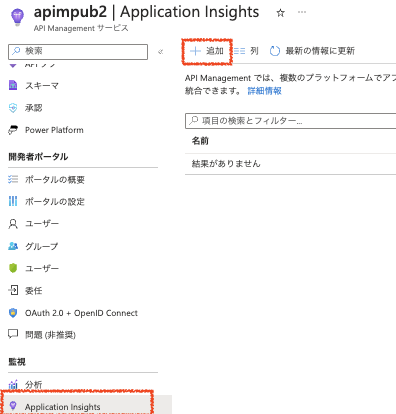 apimpub2 | Application Insights ☆ …
API Management サービス
検索 «
スキーマ
承認
Power Platform
開発者ポータル
ポータルの概要
ポータルの設定
ユーザー
グループ
ユーザー
委任
OAuth 2.0 + OpenID Connect
問題 (非推奨)
監視
分析
Application Insights
追加 列 最新の情報に更新
API Management では、複数のプラットフォームでアプ
統合できます。 詳細情報
項目の検索とフィルター...
名前
結果がありません